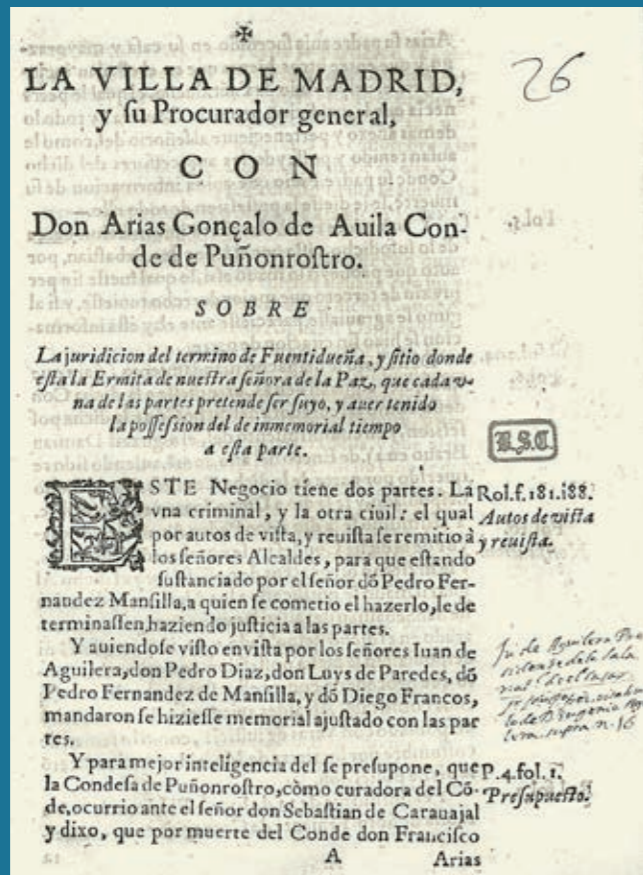 ✠
LA VILLA DE MADRID,
y ſu Procurador general,
CON
Don Arias Gonçalo de Auila Con-
de de Puñonroſtro.
SOBRE
La juridicion del termino de Fuentidueña, y ſitio donde
eſta la Ermita de nueſtra ſeñora de la Paz, que cada v-
na de las partes pretende ſer ſuyo, y auer tenido
la poſſeſsion del de inmemorial tiempo
a eſta parte.
ESTE Negocio tiene dos partes. La
vna criminal, y la otra ciuil: el qual
por autos de viſta, y reuiſta ſe remitio à
los ſeñores Alcaldes, para que eſtando
ſuſtanciado por el ſeñor dõ Pedro Fer-
nandez Manſilla, a quien ſe cometio el hazerlo, le de
terminaſſen, haziendo juſticia a las partes.
Y auiendoſe viſto en viſta por los ſeñores Iuan de
Aguilera, don Pedro Diaz, don Luys de Paredes, dõ
Pedro Fernandez de Manſilla, y dõ Diego Francos,
mandaron ſe hizieſſe memorial ajuſtado con las par
tes.
Y para mejor inteligencia del ſe preſupone, que
la Condeſa de Puñonroſtro, còmo curadora del Cõ-
de, ocurrio ante el ſeñor don Sebaſtian de Carauajal
y dixo, que por muerte del Conde don Franciſco
A Arias
26
B.S.C.
Rol.f.181.i88.
Autos de viſta
y reuiſta.
Ju de Aguilera
P.4.fol.1.
Preſupueſto.